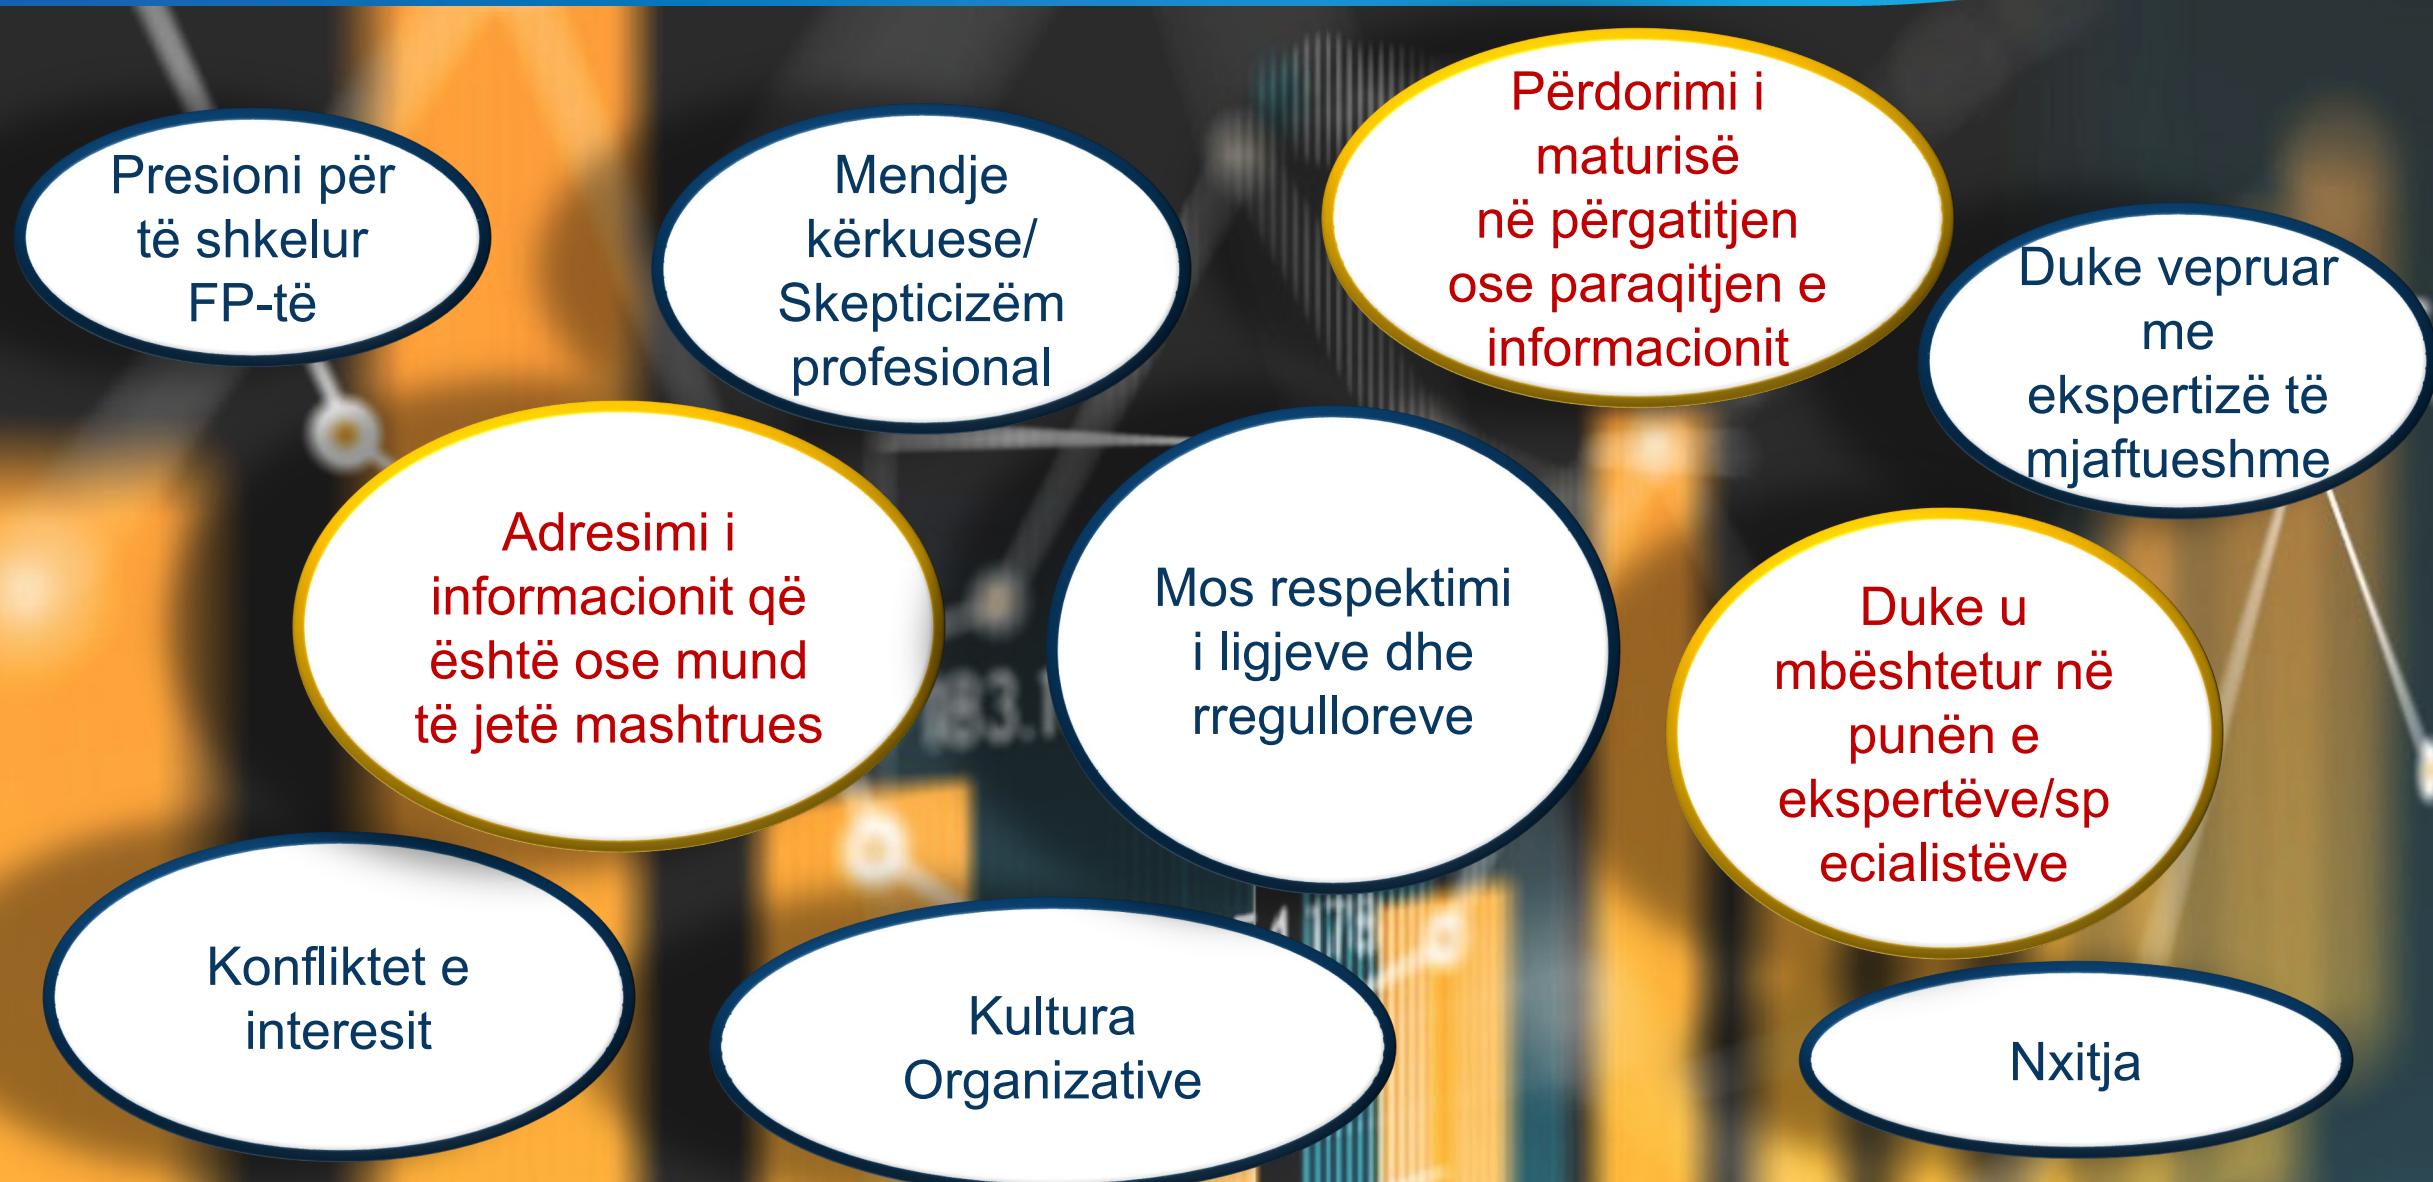 Presioni për
të shkelur
FP-të
Mendje
kërkuese/
Skepticizëm
profesional
Përdorimi i
maturisë
në përgatitjen
ose paraqitjen e
informacionit
Duke vepruar
me
ekspertizë të
mjaftueshme
Adresimi i
informacionit që
është ose mund
të jetë mashtrues
Mos respektimi
i ligjeve dhe
rregulloreve
Duke u
mbështetur në
punën e
ekspertëve/sp
ecialistëve
Konfliktet e
interesit
Kultura
Organizative
Nxitja